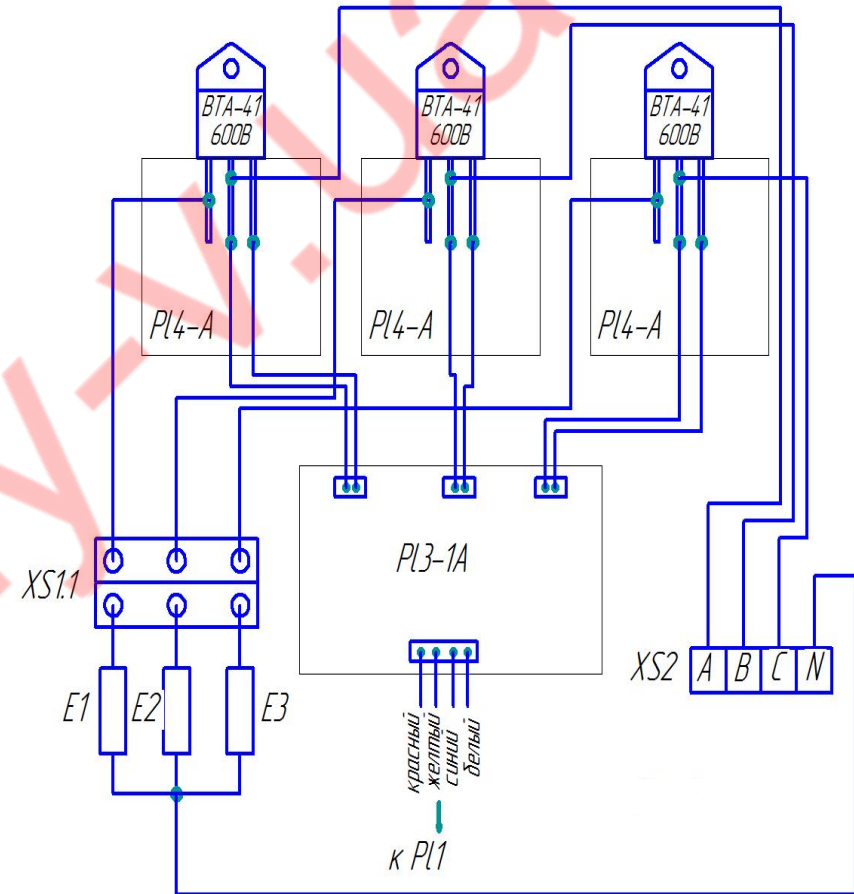 y-v.ua
BTA-41
600B
BTA-41
600B
BTA-41
600B
Pl4-A
Pl4-A
Pl4-A
Pl3-1A
XS1.1
XS2 A B C N
E1 E2 E3
красный
желтый
синий
белый
к Pl1